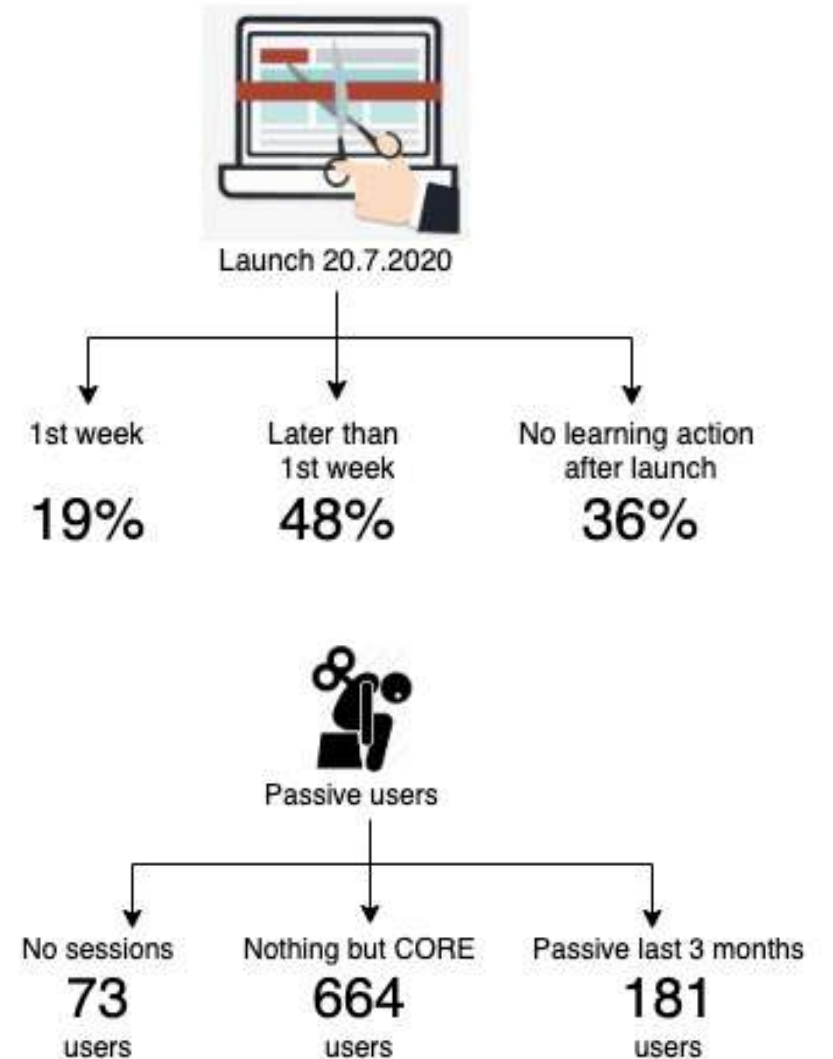 Launch 20.7.2020
1st week
19%
Later than
1st week
48%
No learning action
after launch
36%
Passive users
No sessions
73
users
Nothing but CORE
664
users
Passive last 3 months
181
users